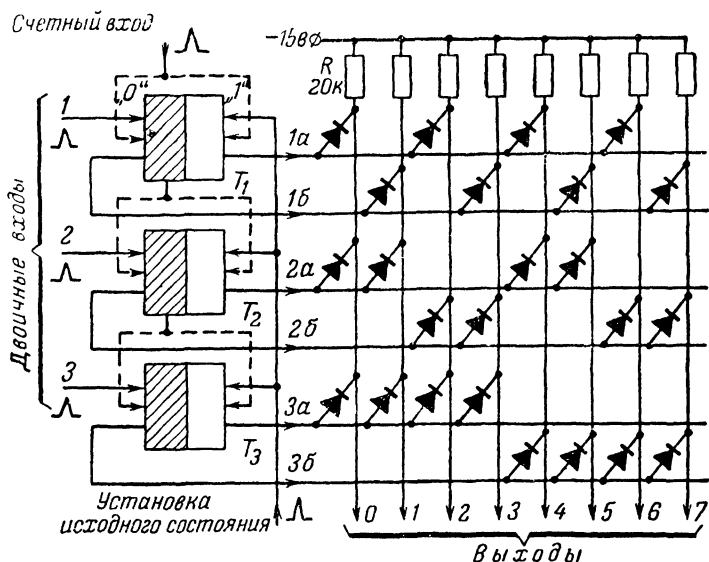 Счетный вход
-15вф
R
20к
„0“
„1“
1
1а
T1
1б
2
2а
T2
2б
3
3а
T3
3б
Двоичные входы
Установка
исходного состояния
0 1 2 3 4 5 6 7
Выходы